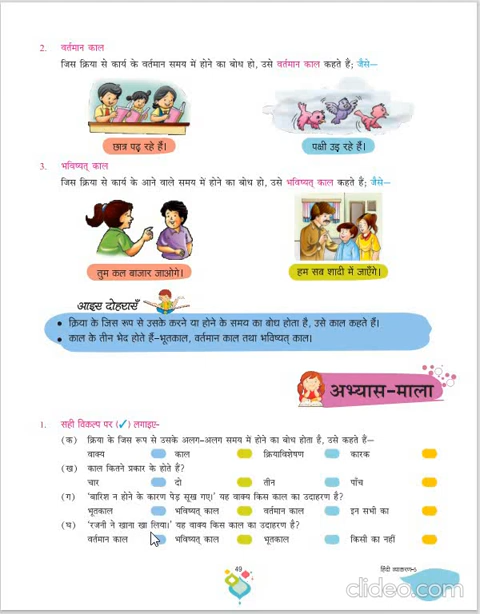 2. वर्तमान काल
जिस क्रिया से कार्य के वर्तमान समय में होने का बोध हो, उसे वर्तमान काल कहते हैं; जैसे—
छात्र पढ़ रहे हैं।
पक्षी उड़ रहे हैं।
3. भविष्यत् काल
जिस क्रिया से कार्य के आने वाले समय में होने का बोध हो, उसे भविष्यत् काल कहते हैं; जैसे—
तुम कल बाजार जाओगे।
हम सब शादी में जाएँगे।
आइए दोहराएँ
• क्रिया के जिस रूप से उसके करने या होने के समय का बोध होता है, उसे काल कहते हैं।
• काल के तीन भेद होते हैं–भूतकाल, वर्तमान काल तथा भविष्यत् काल।
अभ्यास-माला
1. सही विकल्प पर (✓) लगाइए-
(क) क्रिया के जिस रूप से उसके अलग-अलग समय में होने का बोध होता है, उसे कहते हैं—
वाक्य काल क्रियाविशेषण कारक
(ख) काल कितने प्रकार के होते हैं?
चार दो तीन पाँच
(ग) 'बारिश न होने के कारण पेड़ सूख गए।' यह वाक्य किस काल का उदाहरण है?
भूतकाल भविष्यत् काल वर्तमान काल इन सभी का
(घ) 'रजनी ने खाना खा लिया।' यह वाक्य किस काल का उदाहरण है?
वर्तमान काल भविष्यत् काल भूतकाल किसी का नहीं
49
हिंदी व्याकरण-5
clideo.com